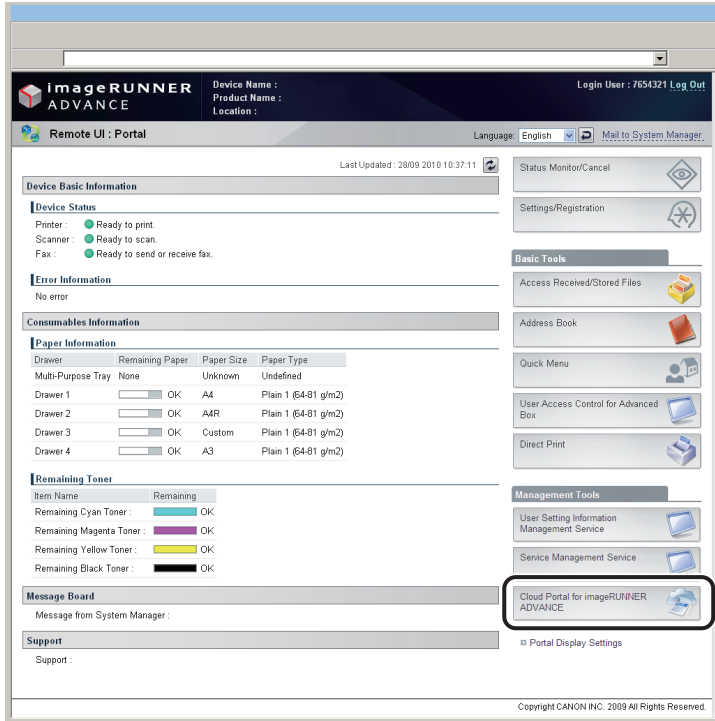 imageRUNNER
ADVANCE
Device Name :
Product Name :
Location :
Login User : 7654321 Log Out
Remote UI : Portal
Language: English
Mail to System Manager
Last Updated : 28/09 2010 10:37:11
Device Basic Information
Device Status
Printer : Ready to print.
Scanner : Ready to scan.
Fax : Ready to send or receive fax.
Error Information
No error
Consumables Information
Paper Information
Drawer Remaining Paper Paper Size Paper Type
Multi-Purpose Tray None Unknown Undefined
Drawer 1 OK A4 Plain 1 (64-81 g/m2)
Drawer 2 OK A4R Plain 1 (64-81 g/m2)
Drawer 3 OK Custom Plain 1 (64-81 g/m2)
Drawer 4 OK A3 Plain 1 (64-81 g/m2)
Remaining Toner
Item Name Remaining
Remaining Cyan Toner : OK
Remaining Magenta Toner : OK
Remaining Yellow Toner : OK
Remaining Black Toner : OK
Message Board
Message from System Manager :
Support
Support :
Status Monitor/Cancel
Settings/Registration
Basic Tools
Access Received/Stored Files
Address Book
Quick Menu
User Access Control for Advanced
Box
Direct Print
Management Tools
User Setting Information
Management Service
Service Management Service
Cloud Portal for imageRUNNER
ADVANCE
Portal Display Settings
Copyright CANON INC. 2009 All Rights Reserved.